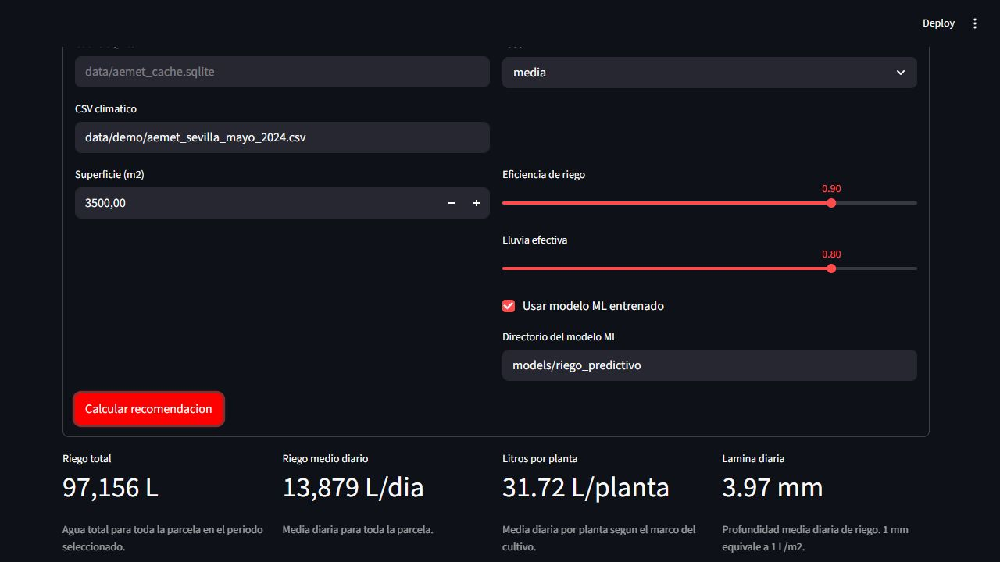 Deploy
data/aemet_cache.sqlite
media
CSV climatico
data/demo/aemet_sevilla_mayo_2024.csv
Superficie (m2)
3500,00
Eficiencia de riego
0.90
Lluvia efectiva
0.80
Usar modelo ML entrenado
Directorio del modelo ML
models/riego_predictivo
Calcular recomendacion
Riego total
97,156 L
Agua total para toda la parcela en el periodo
seleccionado.
Riego medio diario
13,879 L/dia
Media diaria para toda la parcela.
Litros por planta
31.72 L/planta
Media diaria por planta segun el marco del
cultivo.
Lamina diaria
3.97 mm
Profundidad media diaria de riego. 1 mm
equivale a 1 L/m2.